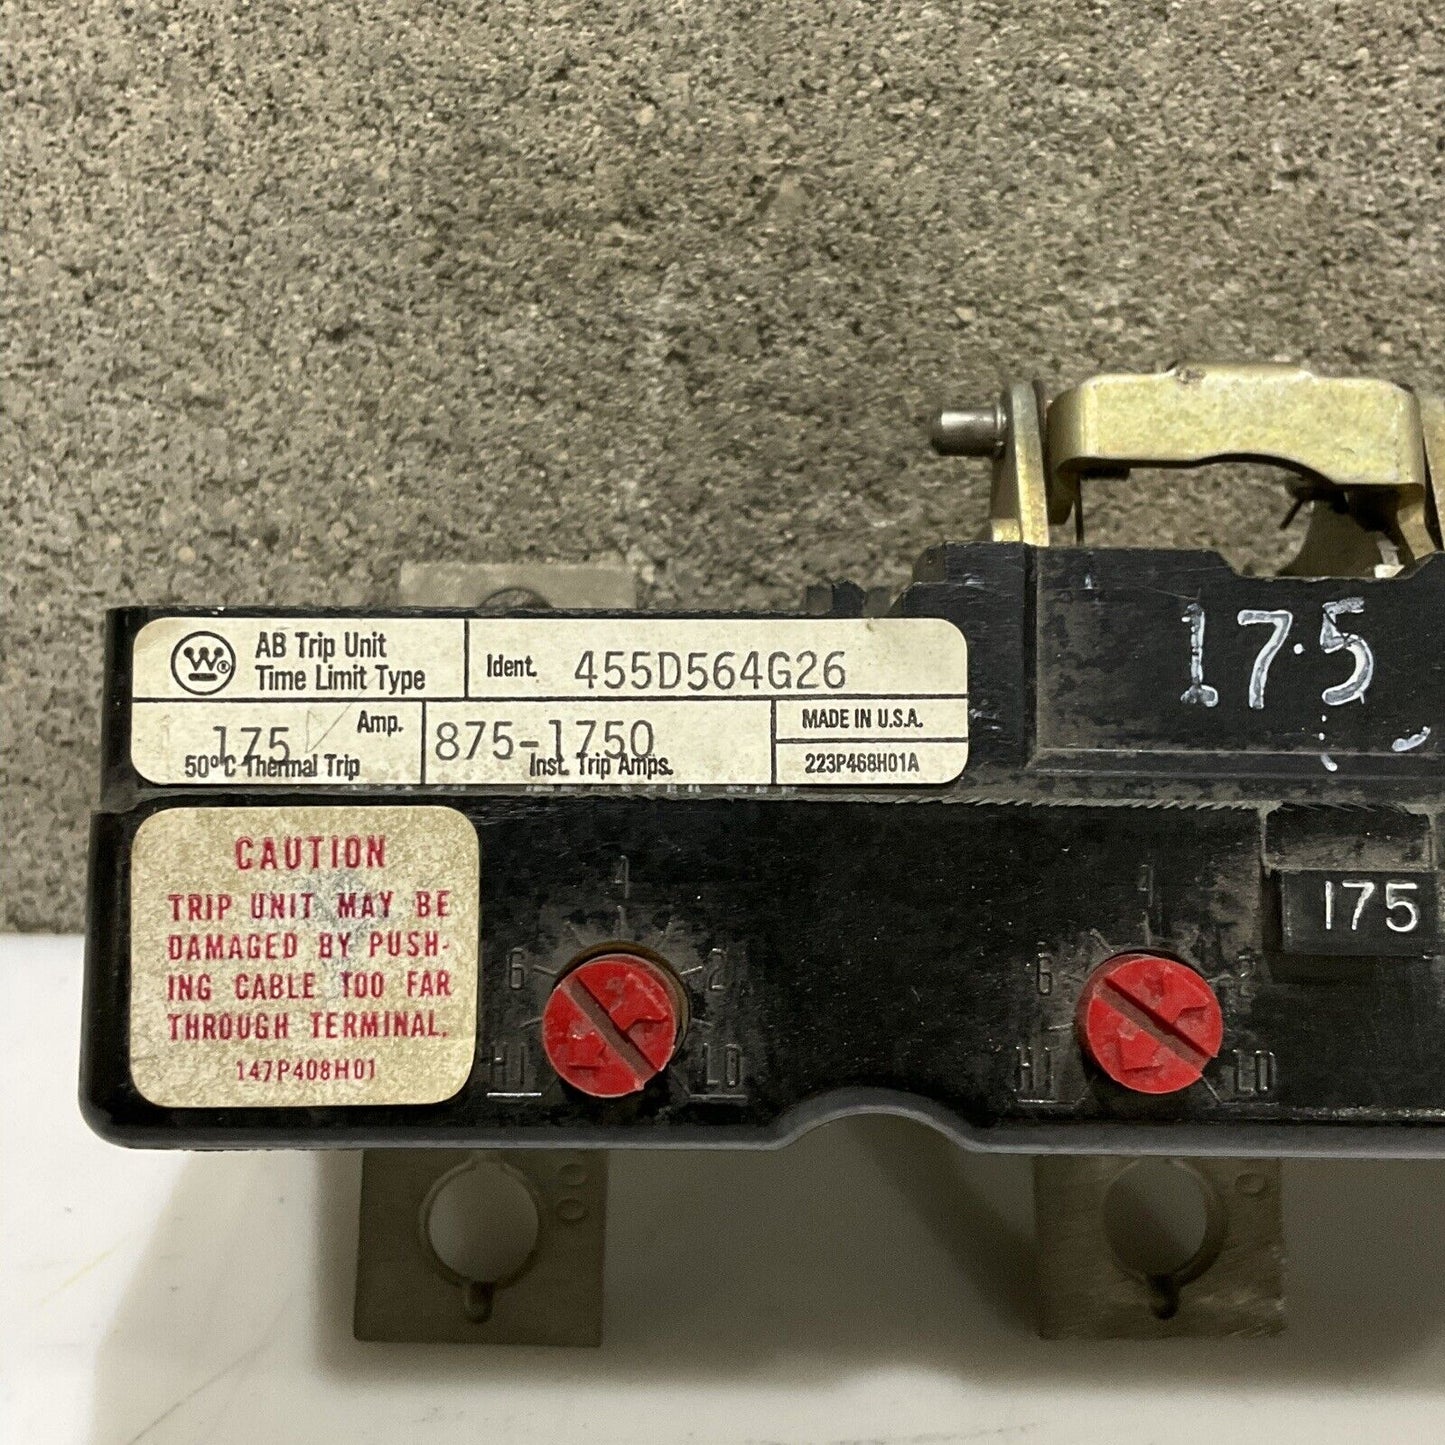 AB Trip Unit
Time Limit Type
Ident. 455D564G26
175 Amp.
50°C Thermal Trip
875-1750
Inst. Trip Amps.
MADE IN U.S.A.
223P468H01A
W®
17.5
175
CAUTION
TRIP UNIT MAY BE
DAMAGED BY PUSH-
ING CABLE TOO FAR
THROUGH TERMINAL.
147P408H01
4
6 2
HI LO
4
6 2
HI LO